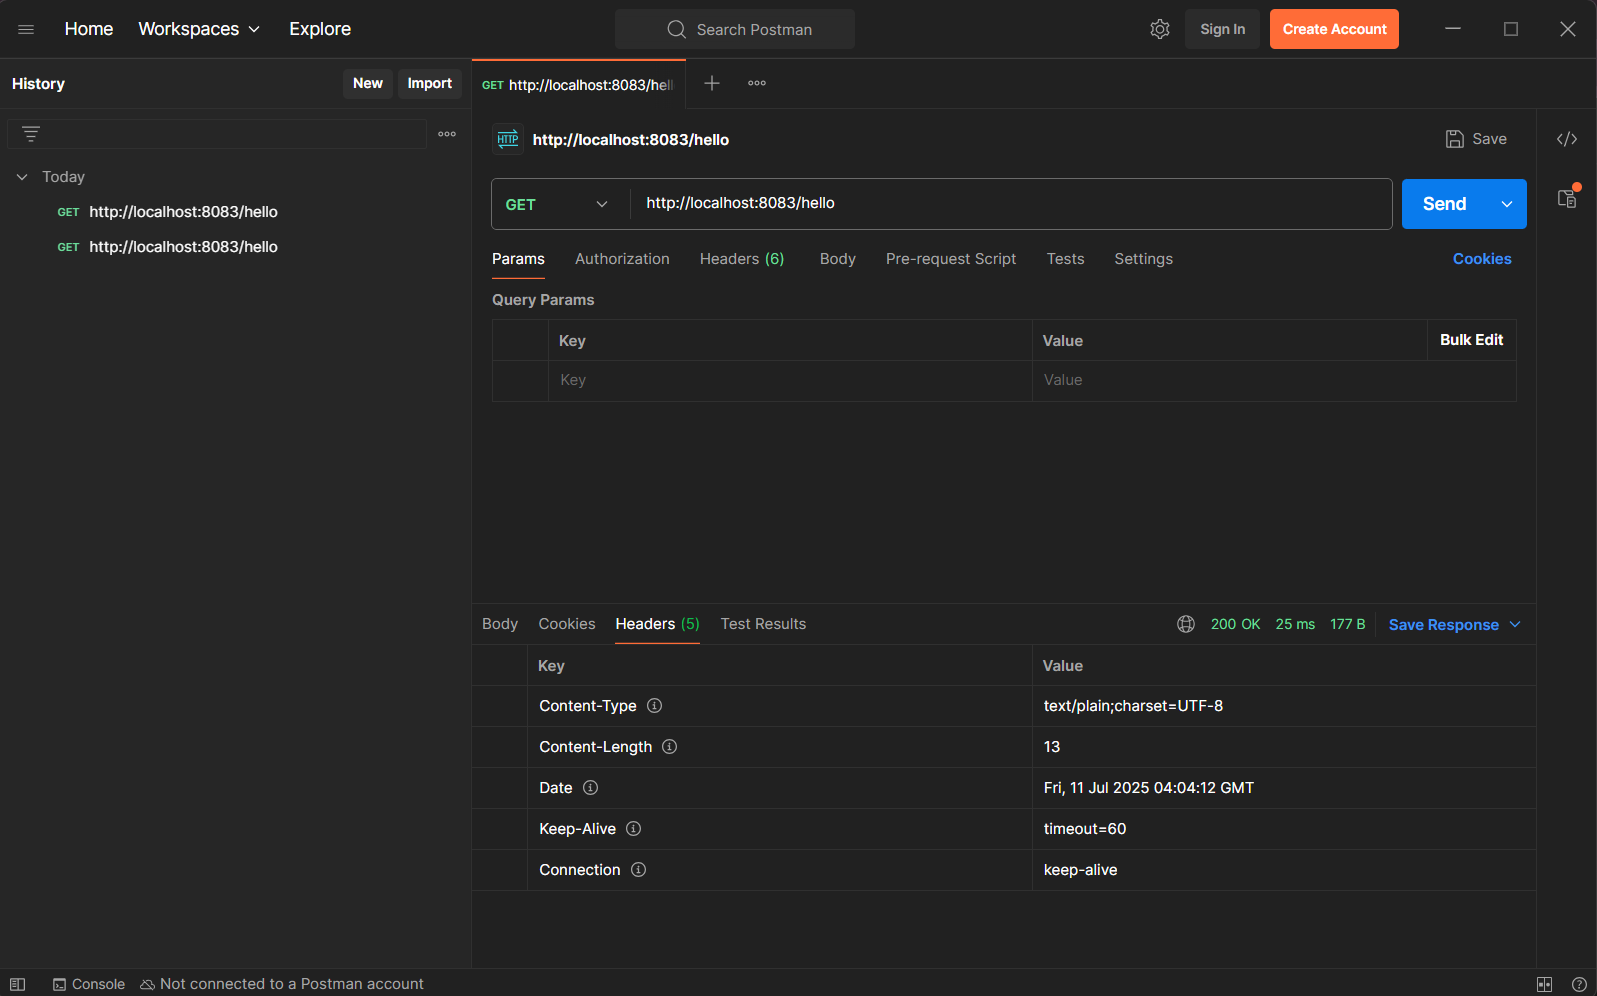 Home Workspaces Explore Search Postman Sign In Create Account
History New Import
GET http://localhost:8083/hell
HTTP http://localhost:8083/hello Save
Today
GET http://localhost:8083/hello
GET http://localhost:8083/hello
GET http://localhost:8083/hello Send
Params Authorization Headers (6) Body Pre-request Script Tests Settings Cookies
Query Params
Key Value Bulk Edit
Key Value
Body Cookies Headers (5) Test Results 200 OK 25 ms 177 B Save Response
Key Value
Content-Type text/plain;charset=UTF-8
Content-Length 13
Date Fri, 11 Jul 2025 04:04:12 GMT
Keep-Alive timeout=60
Connection keep-alive
Console Not connected to a Postman account